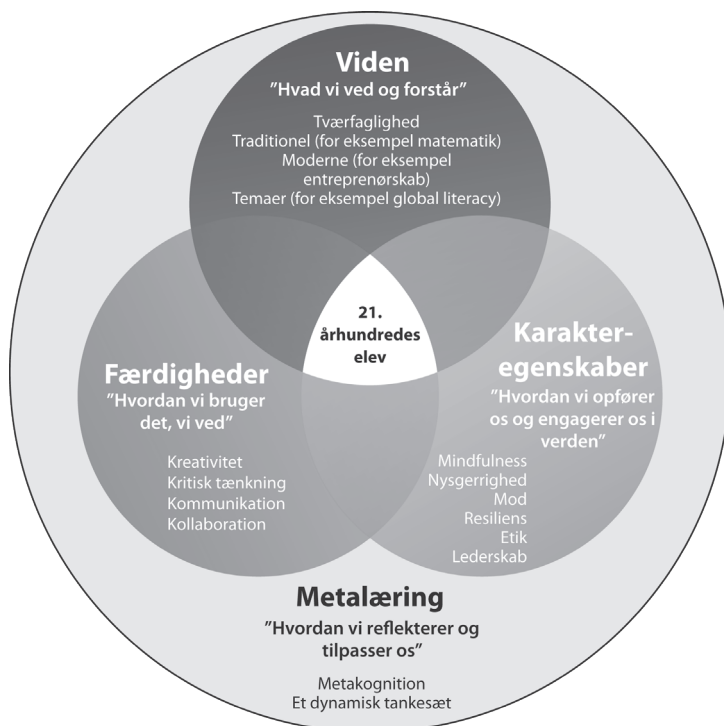 Viden
"Hvad vi ved og forstår"
Tværfaglighed
Traditionel (for eksempel matematik)
Moderne (for eksempel
entreprenørskab)
Temaer (for eksempel global literacy)
21.
århundredes
elev
Færdigheder
"Hvordan vi bruger
det, vi ved"
Kreativitet
Kritisk tænkning
Kommunikation
Kollaboration
Karakter-
egenskaber
"Hvordan vi opfører
os og engagerer os i
verden"
Mindfulness
Nysgerrighed
Mod
Resiliens
Etik
Lederskab
Metalæring
"Hvordan vi reflekterer og
tilpasser os"
Metakognition
Et dynamisk tankesæt